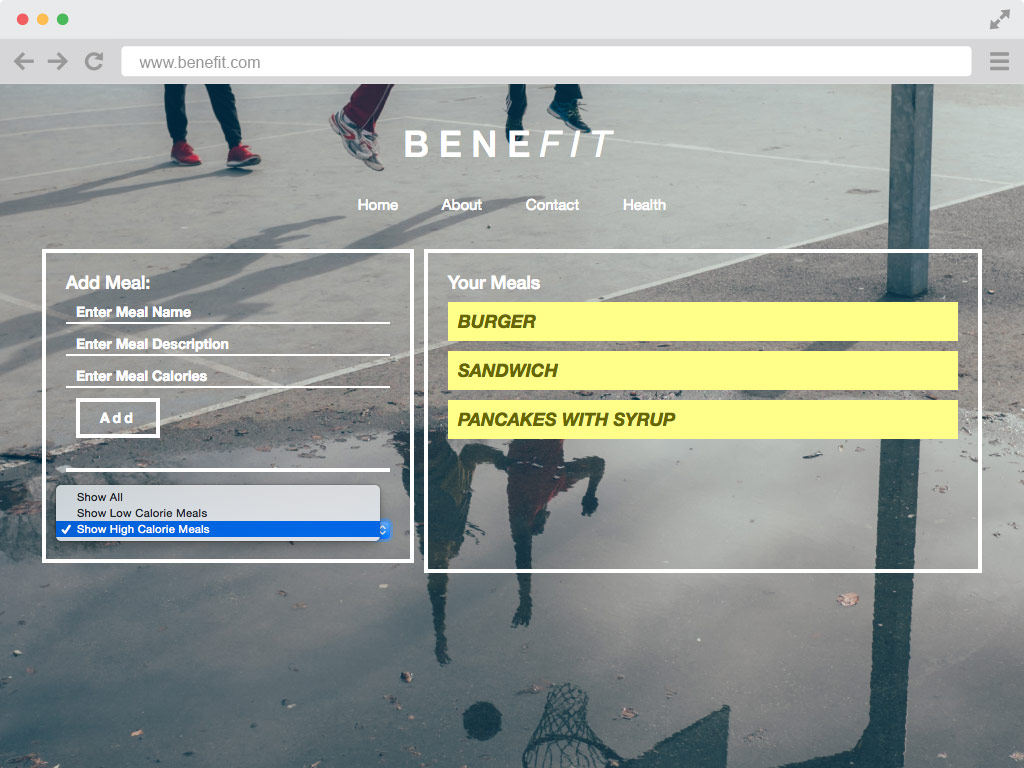 www.benefit.com
BENEFIT
Home About Contact Health
Add Meal:
Enter Meal Name
Enter Meal Description
Enter Meal Calories
Add
Show All
Show Low Calorie Meals
✓ Show High Calorie Meals
Your Meals
BURGER
SANDWICH
PANCAKES WITH SYRUP